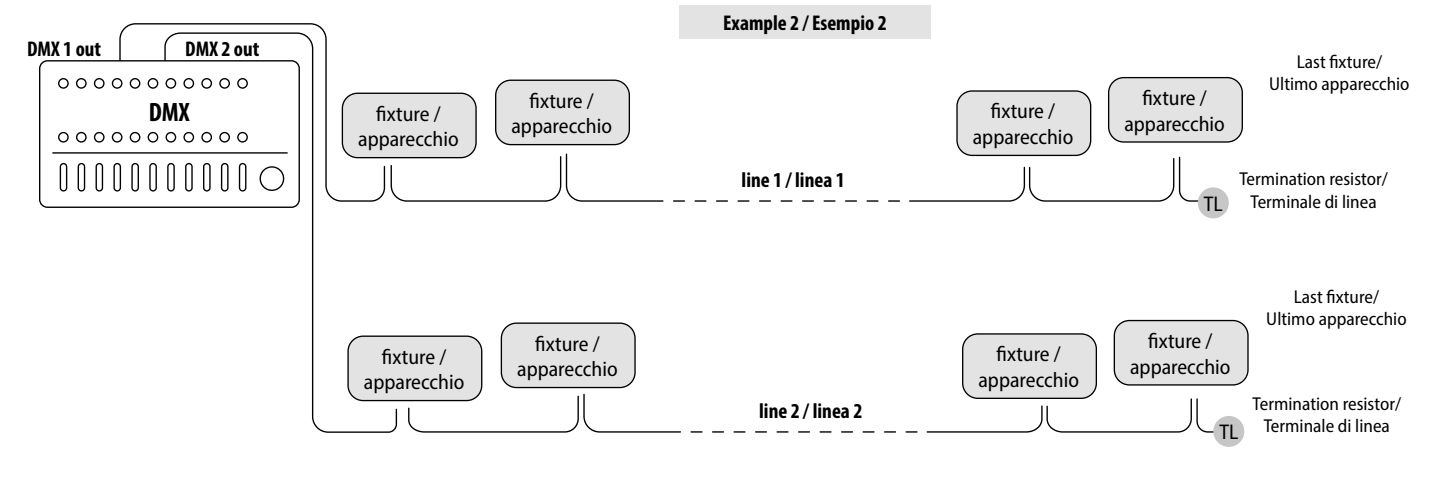 Example 2 / Esempio 2
DMX 1 out
DMX 2 out
DMX
fixture /
apparecchio
fixture /
apparecchio
line 1 / linea 1
fixture /
apparecchio
fixture /
apparecchio
Last fixture/
Ultimo apparecchio
TL
Termination resistor/
Terminale di linea
fixture /
apparecchio
fixture /
apparecchio
line 2 / linea 2
fixture /
apparecchio
fixture /
apparecchio
Last fixture/
Ultimo apparecchio
TL
Termination resistor/
Terminale di linea